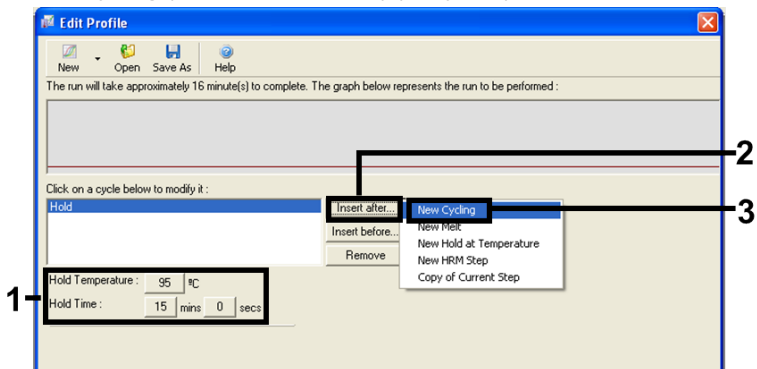 Edit Profile
New Open Save As Help
The run will take approximately 16 minute(s) to complete. The graph below represents the run to be performed :
2
Click on a cycle below to modify it :
Hold
Insert after...
New Cycling
3
Insert before...
New Melt
New Hold at Temperature
Remove
New HRM Step
Copy of Current Step
1
Hold Temperature : 95 ºC
Hold Time : 15 mins 0 secs